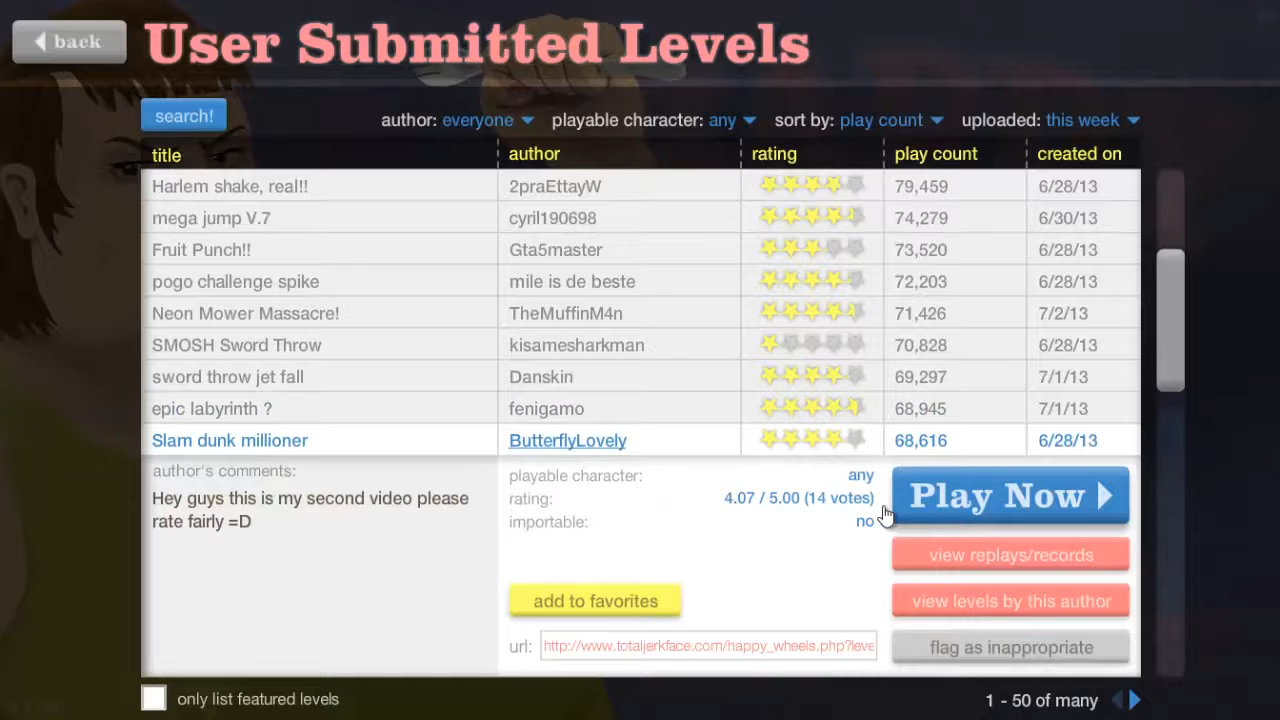 back
User Submitted Levels
search!
author: everyone playable character: any sort by: play count uploaded: this week
title author rating play count created on
Harlem shake, real!! 2praEttayW 79,459 6/28/13
mega jump V.7 cyril190698 74,279 6/30/13
Fruit Punch!! Gta5master 73,520 6/28/13
pogo challenge spike mile is de beste 72,203 6/28/13
Neon Mower Massacre! TheMuffinM4n 71,426 7/2/13
SMOSH Sword Throw kisamesharkman 70,828 6/28/13
sword throw jet fall Danskin 69,297 7/1/13
epic labyrinth ? fenigamo 68,945 7/1/13
Slam dunk millioner ButterflyLovely 68,616 6/28/13
author's comments:
Hey guys this is my second video please
rate fairly =D
playable character: any
rating: 4.07 / 5.00 (14 votes)
importable: no
add to favorites
url: http://www.totaljerkface.com/happy_wheels.php?leve
Play Now
view replays/records
view levels by this author
flag as inappropriate
only list featured levels
1 - 50 of many